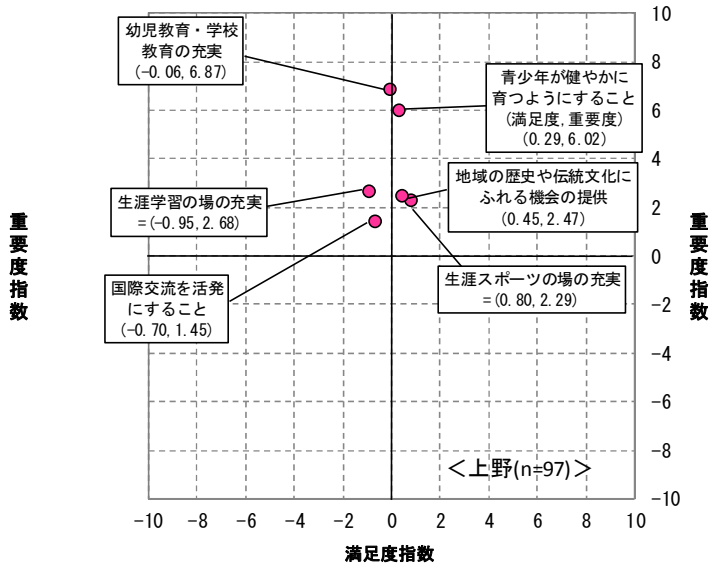 幼児教育・学校
教育の充実
(-0.06,6.87)
青少年が健やかに
育つようにすること
(満足度,重要度)
(0.29,6.02)
生涯学習の場の充実
=(-0.95,2.68)
地域の歴史や伝統文化に
ふれる機会の提供
(0.45,2.47)
国際交流を活発
にすること
(-0.70,1.45)
生涯スポーツの場の充実
=(0.80,2.29)
重要度指数
重要度指数
10
8
6
4
2
0
-2
-4
-6
-8
-10
＜上野(n=97)＞
-10 -8 -6 -4 -2 0 2 4 6 8 10
満足度指数